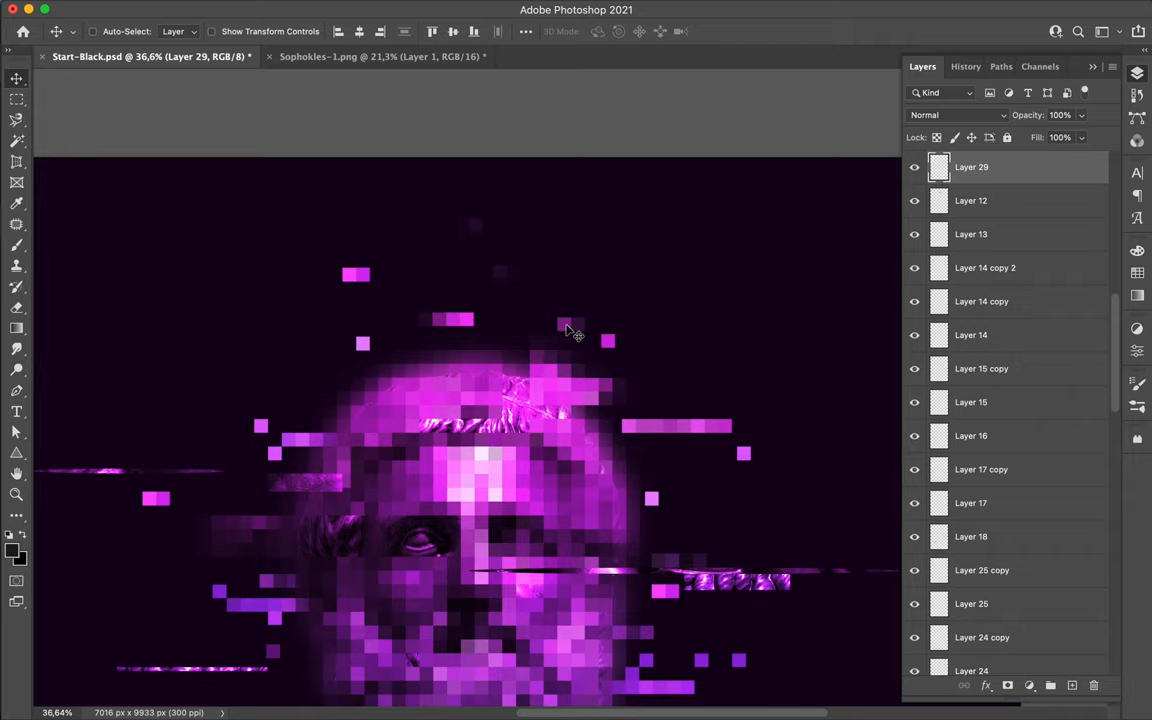 Adobe Photoshop 2021
Auto-Select: Layer Show Transform Controls 3D Mode:
Start-Black.psd @ 36,6% (Layer 29, RGB/8) * Sophokles-1.png @ 21,3% (Layer 1, RGB/16) *
Layers History Paths Channels
Kind
Normal Opacity: 100%
Lock: Fill: 100%
Layer 29
Layer 12
Layer 13
Layer 14 copy 2
Layer 14 copy
Layer 14
Layer 15 copy
Layer 15
Layer 16
Layer 17 copy
Layer 17
Layer 18
Layer 25 copy
Layer 25
Layer 24 copy
Layer 24
fx
36,64% 7016 px x 9933 px (300 ppi)